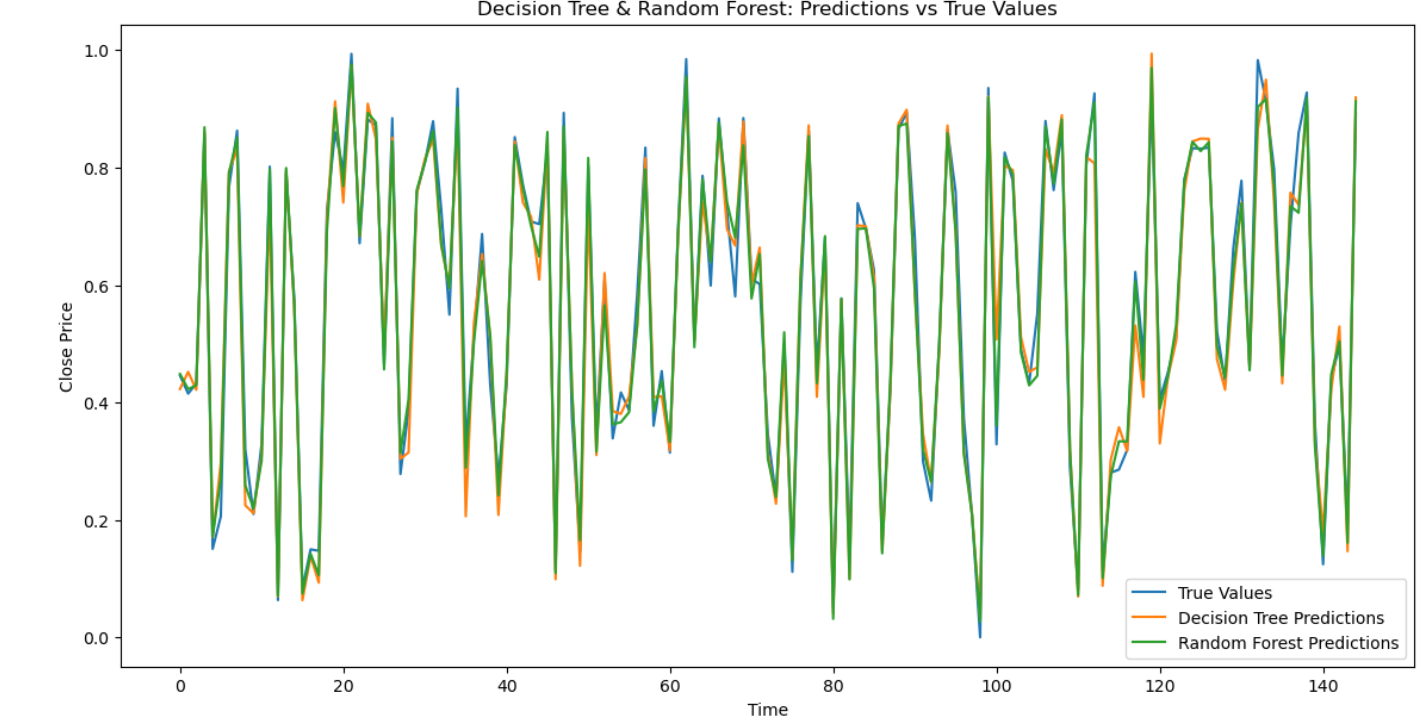 Decision Tree & Random Forest: Predictions vs True Values
1.0
0.8
0.6
0.4
0.2
0.0
Close Price
0 20 40 60 80 100 120 140
Time
True Values
Decision Tree Predictions
Random Forest Predictions